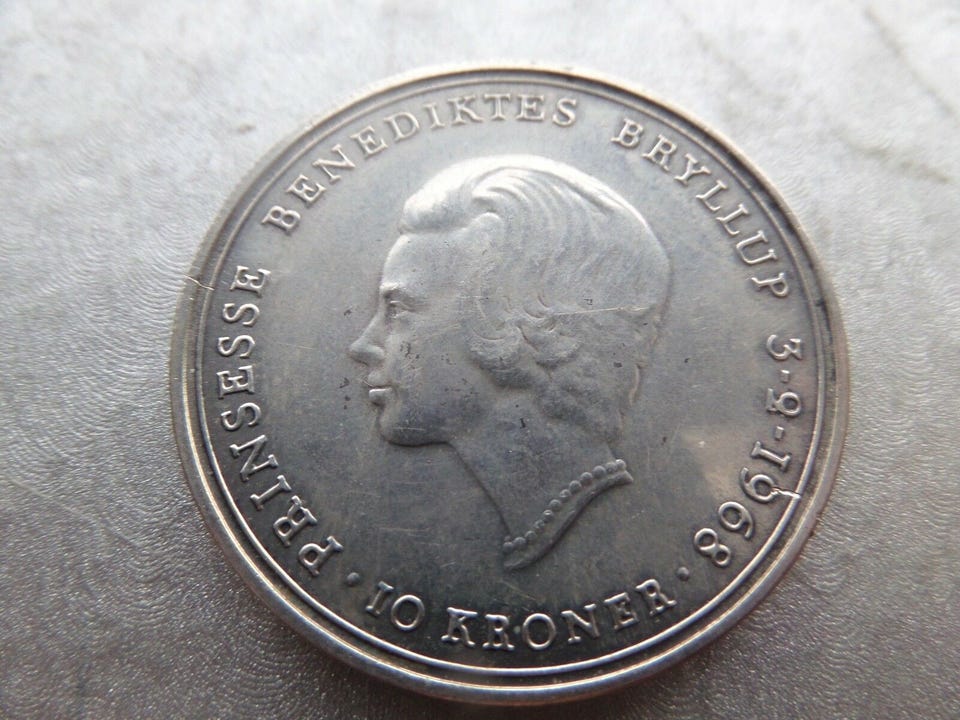 PRINSESSE BENEDIKTES BRYLLUP 3-2-1968
· 10 KRONER ·